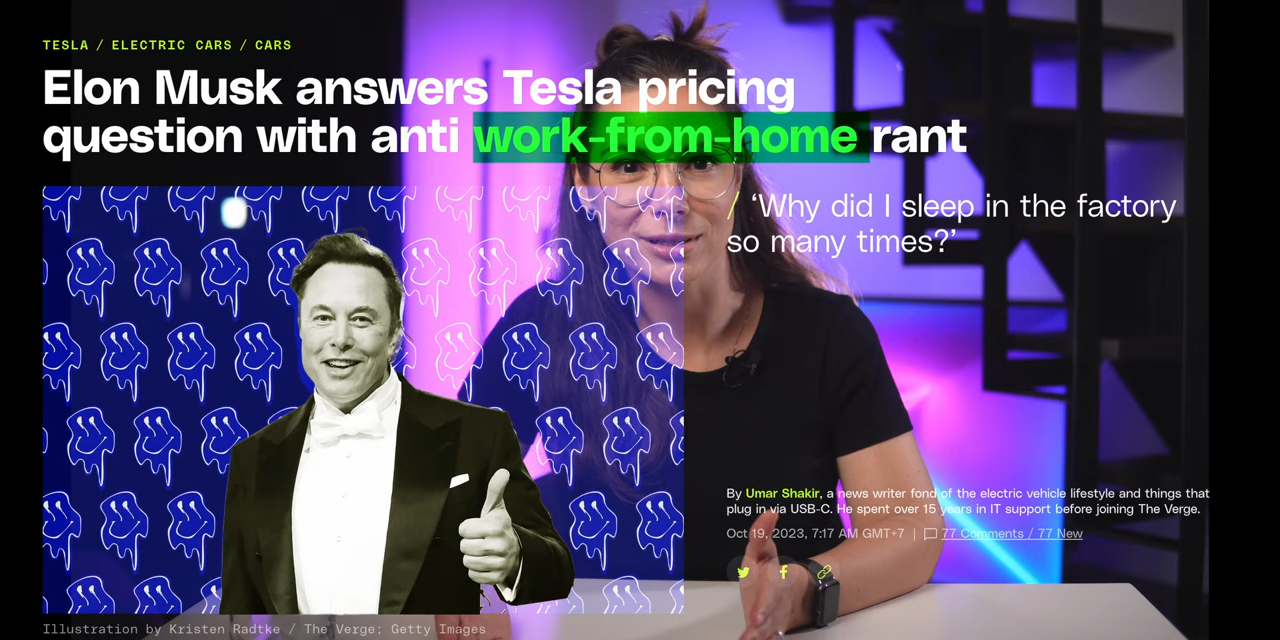 TESLA / ELECTRIC CARS / CARS
Elon Musk answers Tesla pricing
question with anti work-from-home rant
/ ‘Why did I sleep in the factory
so many times?’
By Umar Shakir, a news writer fond of the electric vehicle lifestyle and things that
plug in via USB-C. He spent over 15 years in IT support before joining The Verge.
Oct 19, 2023, 7:17 AM GMT+7 | 77 Comments / 77 New
Illustration by Kristen Radtke / The Verge; Getty Images